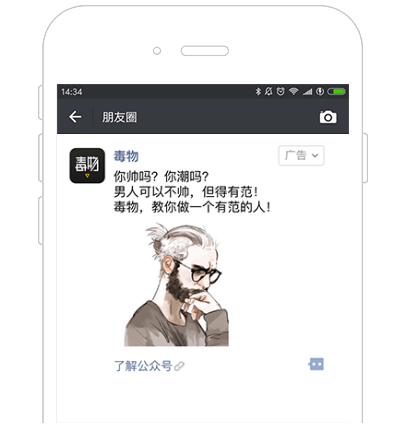 14:34
朋友圈
毒物
毒物
广告
你帅吗？你潮吗？
男人可以不帅，但得有范！
毒物，教你做一个有范的人！
了解公众号